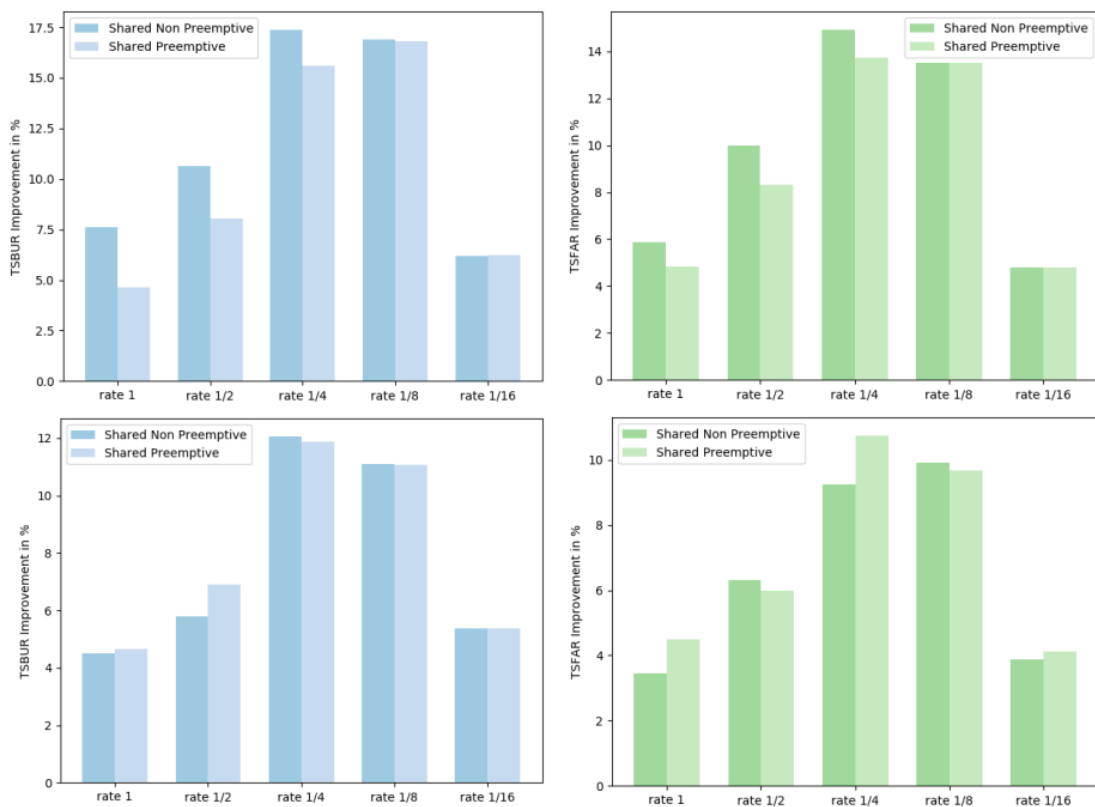 TSBUR Improvement in %
17.5
15.0
12.5
10.0
7.5
5.0
2.5
0.0
Shared Non Preemptive
Shared Preemptive
rate 1 rate 1/2 rate 1/4 rate 1/8 rate 1/16
TSFAR Improvement in %
14
12
10
8
6
4
2
0
Shared Non Preemptive
Shared Preemptive
rate 1 rate 1/2 rate 1/4 rate 1/8 rate 1/16
TSBUR Improvement in %
12
10
8
6
4
2
0
Shared Non Preemptive
Shared Preemptive
rate 1 rate 1/2 rate 1/4 rate 1/8 rate 1/16
TSFAR Improvement in %
10
8
6
4
2
0
Shared Non Preemptive
Shared Preemptive
rate 1 rate 1/2 rate 1/4 rate 1/8 rate 1/16